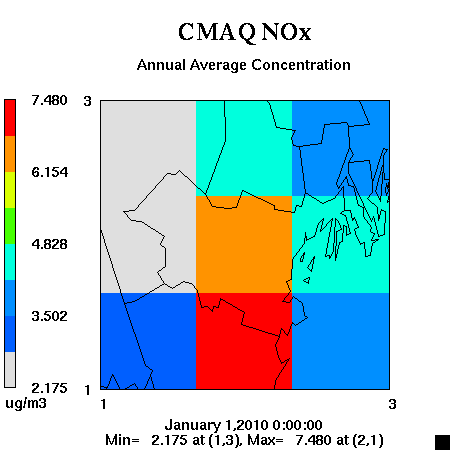 CMAQ NOx
Annual Average Concentration
7.480
6.154
4.828
3.502
2.175
ug/m3
3
1
1
3
January 1,2010 0:00:00
Min= 2.175 at (1,3), Max= 7.480 at (2,1)